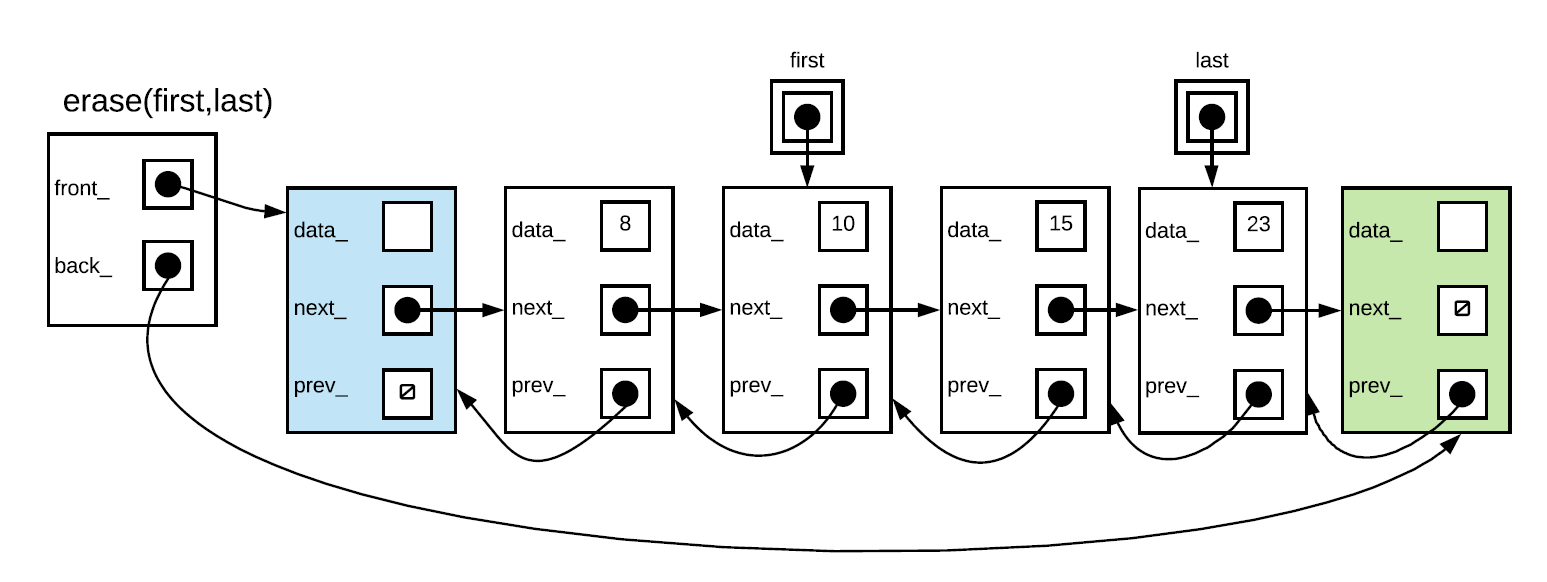 first
last
erase(first,last)
front_
back_
data_
next_
prev_
data_ 8
next_
prev_
data_ 10
next_
prev_
data_ 15
next_
prev_
data_ 23
next_
prev_
data_
next_
prev_